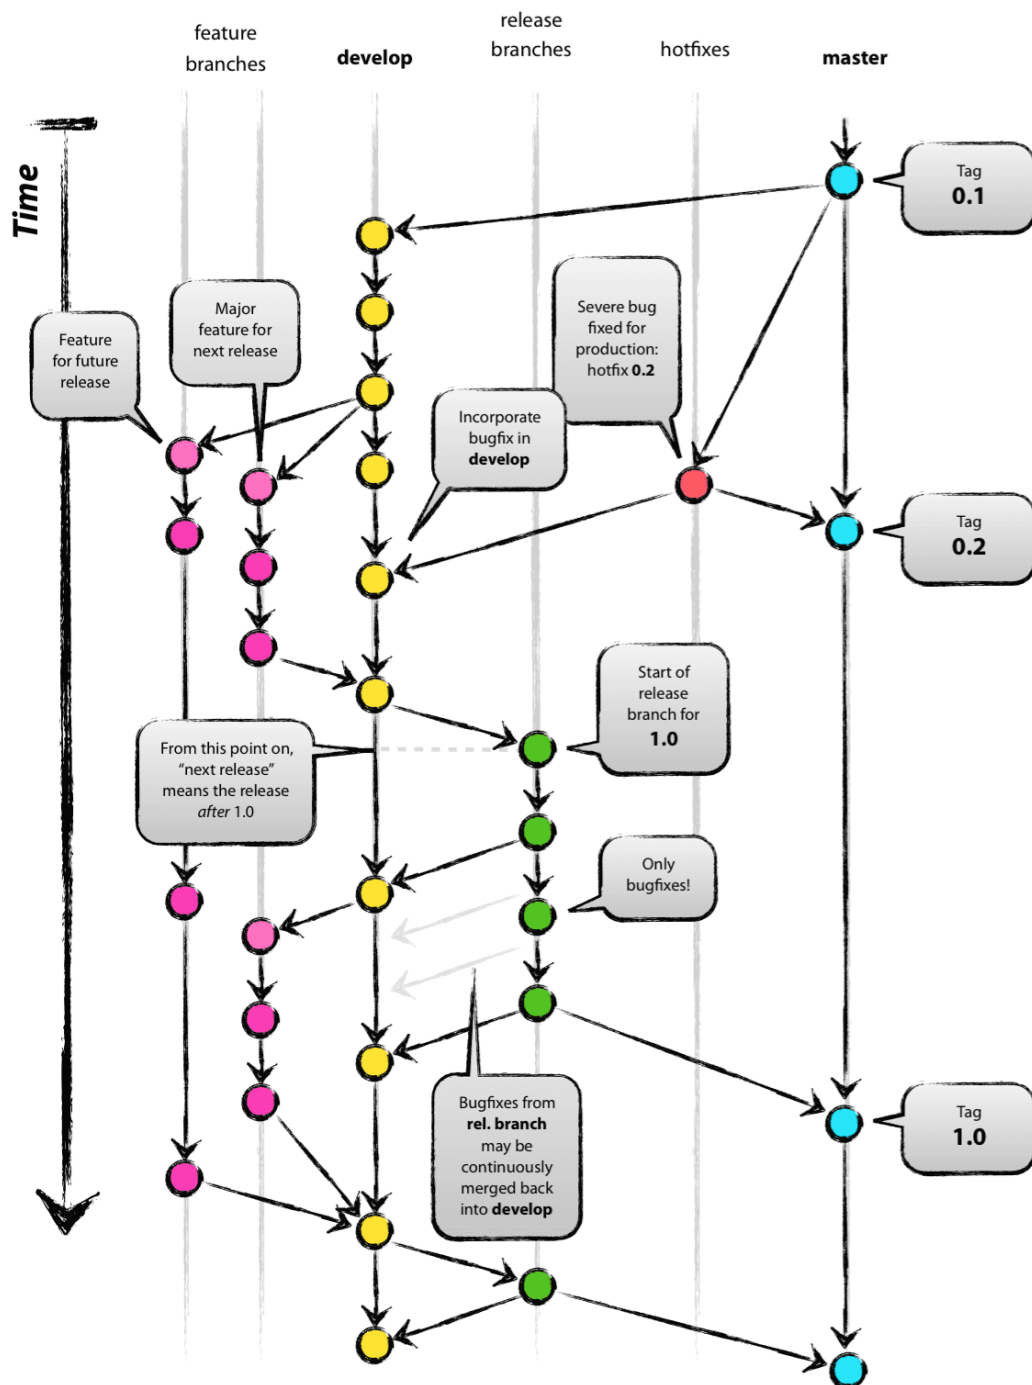 feature
branches
develop
release
branches
hotfixes
master
Time
Tag
0.1
Major
feature for
next release
Severe bug
fixed for
production:
hotfix 0.2
Feature
for future
release
Incorporate
bugfix in
develop
Tag
0.2
Start of
release
branch for
1.0
From this point on,
“next release”
means the release
after 1.0
Only
bugfixes!
Bugfixes from
rel. branch
may be
continuously
merged back
into develop
Tag
1.0